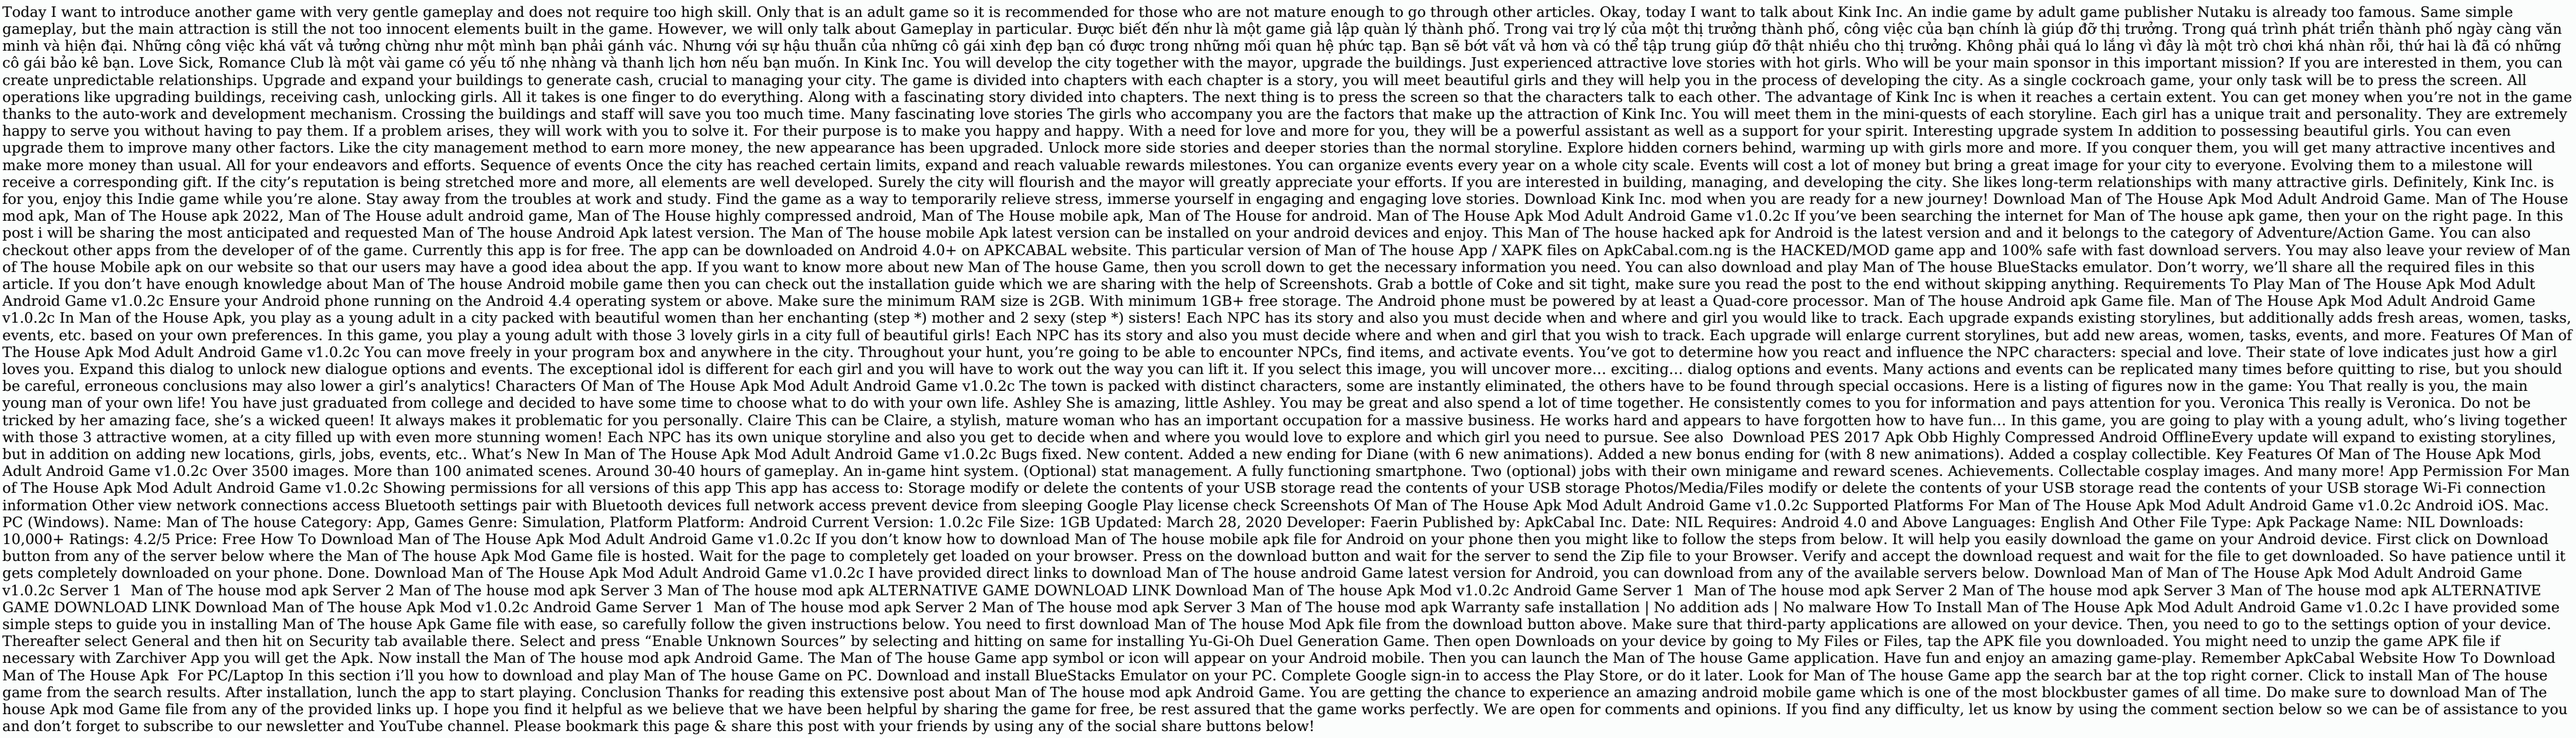 Today I want to introduce another game with very gentle gameplay and does not require too high skill. Only that is an adult game so it is recommended for those who are not mature enough to go through other articles. Okay, today I want to talk about Kink Inc. An indie game by adult game publisher Nutaku is already too famous. Same simple
gameplay, but the main attraction is still the not too innocent elements built in the game. However, we will only talk about Gameplay in particular. Được biết đến như là một game giả lập quản lý thành phố. Trong vai trợ lý của một thị trưởng thành phố, công việc của bạn chính là giúp đỡ thị trưởng. Trong quá trình phát triển thành phố ngày càng văn
minh và hiện đại. Những công việc khá vất vả tưởng chừng như một mình bạn phải gánh vác. Nhưng với sự hậu thuẫn của những cô gái xinh đẹp bạn có được trong những mối quan hệ phức tạp. Bạn sẽ bớt vất vả hơn và có thể tập trung giúp đỡ thật nhiều cho thị trưởng. Không phải quá lo lắng vì đây là một trò chơi khá nhàn rỗi, thứ hai là đã có những
cô gái bảo kê bạn. Love Sick, Romance Club là một vài game có yếu tố nhẹ nhàng và thanh lịch hơn nếu bạn muốn. In Kink Inc. You will develop the city together with the mayor, upgrade the buildings. Just experienced attractive love stories with hot girls. Who will be your main sponsor in this important mission? If you are interested in them, you can
create unpredictable relationships. Upgrade and expand your buildings to generate cash, crucial to managing your city. The game is divided into chapters with each chapter is a story, you will meet beautiful girls and they will help you in the process of developing the city. As a single cockroach game, your only task will be to press the screen. All
operations like upgrading buildings, receiving cash, unlocking girls. All it takes is one finger to do everything. Along with a fascinating story divided into chapters. The next thing is to press the screen so that the characters talk to each other. The advantage of Kink Inc is when it reaches a certain extent. You can get money when you're not in the game
thanks to the auto-work and development mechanism. Crossing the buildings and staff will save you too much time. Many fascinating love stories The girls who accompany you are the factors that make up the attraction of Kink Inc. You will meet them in the mini-quests of each storyline. Each girl has a unique trait and personality. They are extremely
happy to serve you without having to pay them. If a problem arises, they will work with you to solve it. For their purpose is to make you happy and happy. With a need for love and more for you, they will be a powerful assistant as well as a support for your spirit. Interesting upgrade system In addition to possessing beautiful girls. You can even
upgrade them to improve many other factors. Like the city management method to earn more money, the new appearance has been upgraded. Unlock more side stories and deeper stories than the normal storyline. Explore hidden corners behind, warming up with girls more and more. If you conquer them, you will get many attractive incentives and
make more money than usual. All for your endeavors and efforts. Sequence of events Once the city has reached certain limits, expand and reach valuable rewards milestones. You can organize events every year on a whole city scale. Events will cost a lot of money but bring a great image for your city to everyone. Evolving them to a milestone will
receive a corresponding gift. If the city's reputation is being stretched more and more, all elements are well developed. Surely the city will flourish and the mayor will greatly appreciate your efforts. If you are interested in building, managing, and developing the city. She likes long-term relationships with many attractive girls. Definitely, Kink Inc. is
for you, enjoy this Indie game while you're alone. Stay away from the troubles at work and study. Find the game as a way to temporarily relieve stress, immerse yourself in engaging and engaging love stories. Download Kink Inc. mod when you are ready for a new journey! Download Man of The House Apk Mod Adult Android Game. Man of The House
mod apk, Man of The House apk 2022, Man of The House adult android game, Man of The House highly compressed android, Man of The House mobile apk, Man of The House for android. Man of The House Apk Mod Adult Android Game v1.0.2c If you've been searching the internet for Man of The house apk game, then your on the right page. In this
post i will be sharing the most anticipated and requested Man of The house Android Apk latest version. The Man of The house mobile Apk latest version can be installed on your android devices and enjoy. This Man of The house hacked apk for Android is the latest version and and it belongs to the category of Adventure/Action Game. You can also
checkout other apps from the developer of of the game. Currently this app is for free. The app can be downloaded on Android 4.0+ on APKCABAL website. This particular version of Man of The house App / XAPK files on ApkCabal.com.ng is the HACKED/MOD game app and 100% safe with fast download servers. You may also leave your review of Man
of The house Mobile apk on our website so that our users may have a good idea about the app. If you want to know more about new Man of The house Game, then you scroll down to get the necessary information you need. You can also download and play Man of The house BlueStacks emulator. Don't worry, we'll share all the required files in this
article. If you don't have enough knowledge about Man of The house Android mobile game then you can check out the installation guide which we are sharing with the help of Screenshots. Grab a bottle of Coke and sit tight, make sure you read the post to the end without skipping anything. Requirements To Play Man of The House Apk Mod Adult
Android Game v1.0.2c Ensure your Android phone running on the Android 4.4 operating system or above. Make sure the minimum RAM size is 2GB. With minimum 1GB+ free storage. The Android phone must be powered by at least a Quad-core processor. Man of The house Android apk Game file. Man of The House Apk Mod Adult Android Game
v1.0.2c In Man of the House Apk, you play as a young adult in a city packed with beautiful women than her enchanting (step *) mother and 2 sexy (step *) sisters! Each NPC has its story and also you must decide when and where and girl you would like to track. Each upgrade expands existing storylines, but additionally adds fresh areas, women, tasks,
events, etc. based on your own preferences. In this game, you play a young adult with those 3 lovely girls in a city full of beautiful girls! Each NPC has its story and also you must decide where and when and girl that you wish to track. Each upgrade will enlarge current storylines, but add new areas, women, tasks, events, and more. Features Of Man of
The House Apk Mod Adult Android Game v1.0.2c You can move freely in your program box and anywhere in the city. Throughout your hunt, you're going to be able to encounter NPCs, find items, and activate events. You've got to determine how you react and influence the NPC characters: special and love. Their state of love indicates just how a girl
loves you. Expand this dialog to unlock new dialogue options and events. The exceptional idol is different for each girl and you will have to work out the way you can lift it. If you select this image, you will uncover more… exciting… dialog options and events. Many actions and events can be replicated many times before quitting to rise, but you should
be careful, erroneous conclusions may also lower a girl's analytics! Characters Of Man of The House Apk Mod Adult Android Game v1.0.2c The town is packed with distinct characters, some are instantly eliminated, the others have to be found through special occasions. Here is a listing of figures now in the game: You That really is you, the main
young man of your own life! You have just graduated from college and decided to have some time to choose what to do with your own life. Ashley She is amazing, little Ashley. You may be great and also spend a lot of time together. He consistently comes to you for information and pays attention for you. Veronica This really is Veronica. Do not be
tricked by her amazing face, she's a wicked queen! It always makes it problematic for you personally. Claire This can be Claire, a stylish, mature woman who has an important occupation for a massive business. He works hard and appears to have forgotten how to have fun… In this game, you are going to play with a young adult, who's living together
with those 3 attractive women, at a city filled up with even more stunning women! Each NPC has its own unique storyline and also you get to decide when and where you would love to explore and which girl you need to pursue. See also  Download PES 2017 Apk Obb Highly Compressed Android OfflineEvery update will expand to existing storylines,
but in addition on adding new locations, girls, jobs, events, etc.. What's New In Man of The House Apk Mod Adult Android Game v1.0.2c Bugs fixed. New content. Added a new ending for Diane (with 6 new animations). Added a new bonus ending for (with 8 new animations). Added a cosplay collectible. Key Features Of Man of The House Apk Mod
Adult Android Game v1.0.2c Over 3500 images. More than 100 animated scenes. Around 30-40 hours of gameplay. An in-game hint system. (Optional) stat management. A fully functioning smartphone. Two (optional) jobs with their own minigame and reward scenes. Achievements. Collectable cosplay images. And many more! App Permission For Man
of The House Apk Mod Adult Android Game v1.0.2c Showing permissions for all versions of this app This app has access to: Storage modify or delete the contents of your USB storage read the contents of your USB storage Photos/Media/Files modify or delete the contents of your USB storage read the contents of your USB storage Wi-Fi connection
information Other view network connections access Bluetooth settings pair with Bluetooth devices full network access prevent device from sleeping Google Play license check Screenshots Of Man of The House Apk Mod Adult Android Game v1.0.2c Supported Platforms For Man of The House Apk Mod Adult Android Game v1.0.2c Android iOS. Mac.
PC (Windows). Name: Man of The house Category: App, Games Genre: Simulation, Platform Platform: Android Current Version: 1.0.2c File Size: 1GB Updated: March 28, 2020 Developer: Faerin Published by: ApkCabal Inc. Date: NIL Requires: Android 4.0 and Above Languages: English And Other File Type: Apk Package Name: NIL Downloads:
10,000+ Ratings: 4.2/5 Price: Free How To Download Man of The House Apk Mod Adult Android Game v1.0.2c If you don't know how to download Man of The house mobile apk file for Android on your phone then you might like to follow the steps from below. It will help you easily download the game on your Android device. First click on Download
button from any of the server below where the Man of The house Apk Mod Game file is hosted. Wait for the page to completely get loaded on your browser. Press on the download button and wait for the server to send the Zip file to your Browser. Verify and accept the download request and wait for the file to get downloaded. So have patience until it
gets completely downloaded on your phone. Done. Download Man of The House Apk Mod Adult Android Game v1.0.2c I have provided direct links to download Man of The house android Game latest version for Android, you can download from any of the available servers below. Download Man of Man of The House Apk Mod Adult Android Game
v1.0.2c Server 1  Man of The house mod apk Server 2 Man of The house mod apk Server 3 Man of The house mod apk ALTERNATIVE GAME DOWNLOAD LINK Download Man of The house Apk Mod v1.0.2c Android Game Server 1  Man of The house mod apk Server 2 Man of The house mod apk Server 3 Man of The house mod apk ALTERNATIVE
GAME DOWNLOAD LINK Download Man of The house Apk Mod v1.0.2c Android Game Server 1  Man of The house mod apk Server 2 Man of The house mod apk Server 3 Man of The house mod apk Warranty safe installation | No addition ads | No malware How To Install Man of The House Apk Mod Adult Android Game v1.0.2c I have provided some
simple steps to guide you in installing Man of The house Apk Game file with ease, so carefully follow the given instructions below. You need to first download Man of The house Mod Apk file from the download button above. Make sure that third-party applications are allowed on your device. Then, you need to go to the settings option of your device.
Thereafter select General and then hit on Security tab available there. Select and press “Enable Unknown Sources” by selecting and hitting on same for installing Yu-Gi-Oh Duel Generation Game. Then open Downloads on your device by going to My Files or Files, tap the APK file you downloaded. You might need to unzip the game APK file if
necessary with Zarchiver App you will get the Apk. Now install the Man of The house mod apk Android Game. The Man of The house Game app symbol or icon will appear on your Android mobile. Then you can launch the Man of The house Game application. Have fun and enjoy an amazing game-play. Remember ApkCabal Website How To Download
Man of The House Apk  For PC/Laptop In this section i'll you how to download and play Man of The house Game on PC. Download and install BlueStacks Emulator on your PC. Complete Google sign-in to access the Play Store, or do it later. Look for Man of The house Game app the search bar at the top right corner. Click to install Man of The house
game from the search results. After installation, lunch the app to start playing. Conclusion Thanks for reading this extensive post about Man of The house mod apk Android Game. You are getting the chance to experience an amazing android mobile game which is one of the most blockbuster games of all time. Do make sure to download Man of The
house Apk mod Game file from any of the provided links up. I hope you find it helpful as we believe that we have been helpful by sharing the game for free, be rest assured that the game works perfectly. We are open for comments and opinions. If you find any difficulty, let us know by using the comment section below so we can be of assistance to you
and don't forget to subscribe to our newsletter and YouTube channel. Please bookmark this page & share this post with your friends by using any of the social share buttons below!